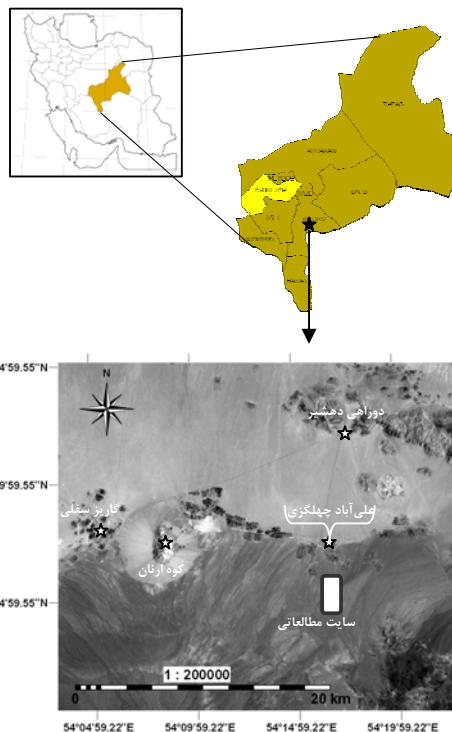 TABAS
ARDAKAN
4'59.55''N
N
دوراهی دهشیر
9'59.55''N
علی‌آباد چهلگزی
گاریز سفلی
کوه ارنان
4'59.55''N
سایت مطالعاتی
1 : 200000
0
20 km
54°04'59.22''E
54°09'59.22''E
54°14'59.22''E
54°19'59.22''E